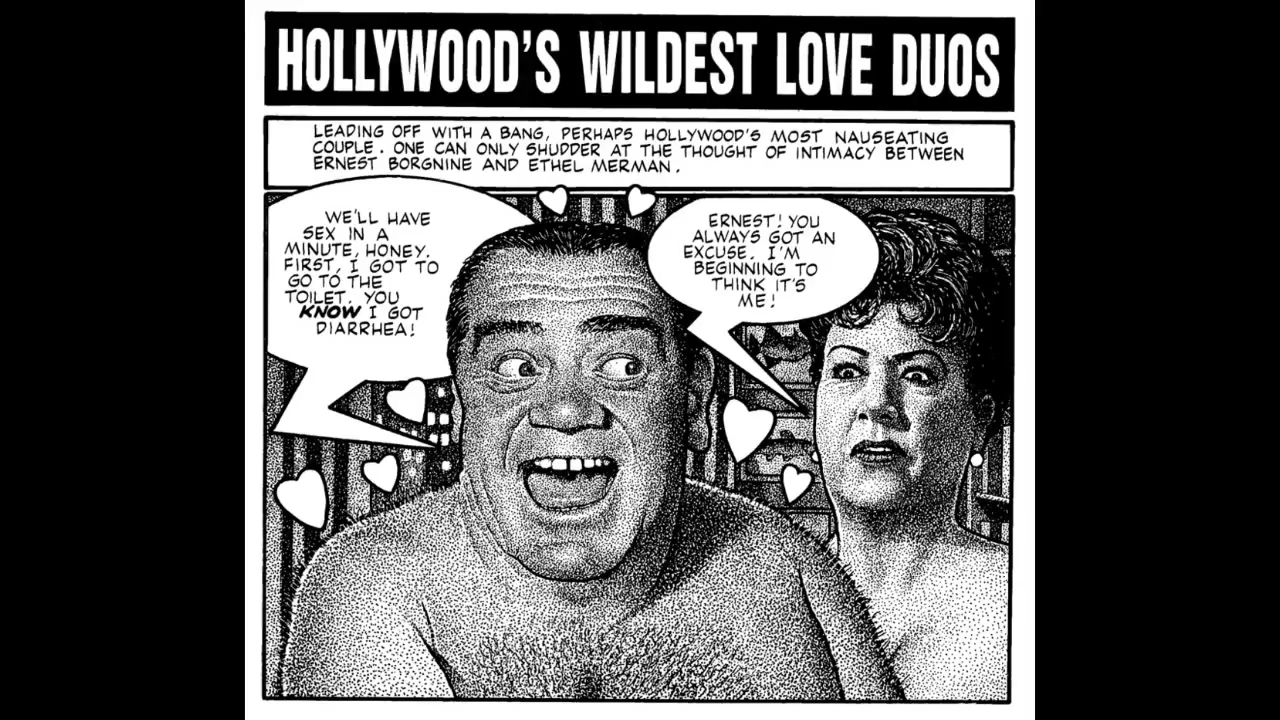 HOLLYWOOD'S WILDEST LOVE DUOS
LEADING OFF WITH A BANG, PERHAPS HOLLYWOOD'S MOST NAUSEATING
COUPLE. ONE CAN ONLY SHUDDER AT THE THOUGHT OF INTIMACY BETWEEN
ERNEST BORGNINE AND ETHEL MERMAN.
WE'LL HAVE
SEX IN A
MINUTE, HONEY.
FIRST, I GOT TO
GO TO THE
TOILET. YOU
KNOW I GOT
DIARRHEA!
ERNEST! YOU
ALWAYS GOT AN
EXCUSE. I'M
BEGINNING TO
THINK IT'S
ME!